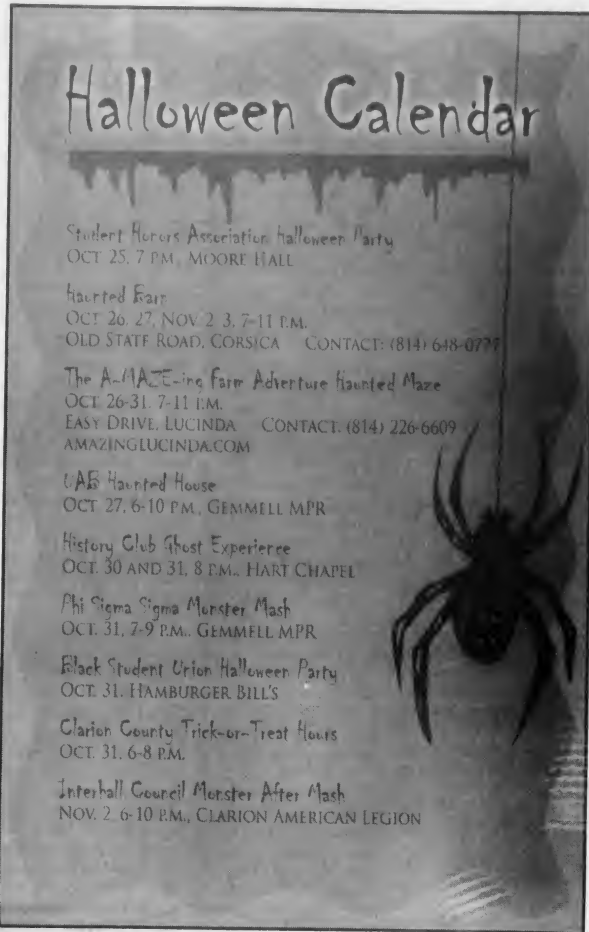 Halloween Calendar
Student Honors Association Halloween Party
OCT 25, 7 P.M., MOORE HALL
Haunted Barn
OCT 26, 27, NOV 2-3, 7-11 P.M.
OLD STATE ROAD, CORSICA CONTACT: (814) 648-0777
The A-MAZE-ing Farm Adventure Haunted Maze
OCT 26-31, 7-11 P.M.
EASY DRIVE, LUCINDA CONTACT: (814) 226-6609
AMAZINGLUCINDA.COM
UAB Haunted House
OCT 27, 6-10 P.M., GEMMELL MPR
History Club Ghost Experience
OCT. 30 AND 31, 8 P.M., HART CHAPEL
Phi Sigma Sigma Monster Mash
OCT. 31, 7-9 P.M., GEMMELL MPR
Black Student Union Halloween Party
OCT. 31, HAMBURGER BILL'S
Clarion County Trick-or-Treat Hours
OCT. 31, 6-8 P.M.
Interhall Council Monster After Mash
NOV. 2, 6-10 P.M., CLARION AMERICAN LEGION